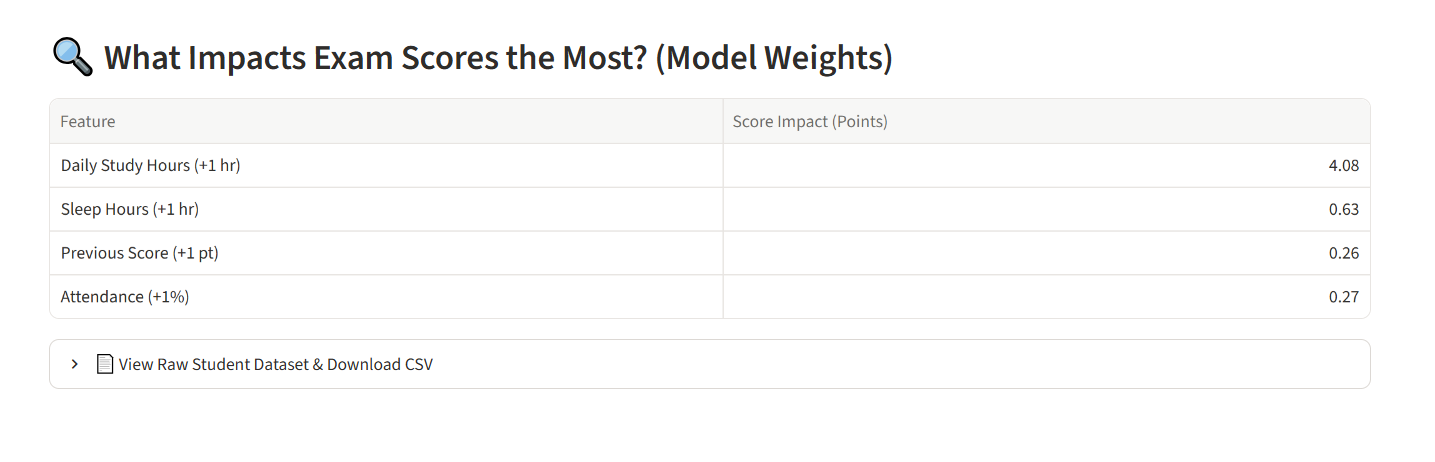 🔍 What Impacts Exam Scores the Most? (Model Weights)
Feature Score Impact (Points)
Daily Study Hours (+1 hr) 4.08
Sleep Hours (+1 hr) 0.63
Previous Score (+1 pt) 0.26
Attendance (+1%) 0.27
📄 View Raw Student Dataset & Download CSV